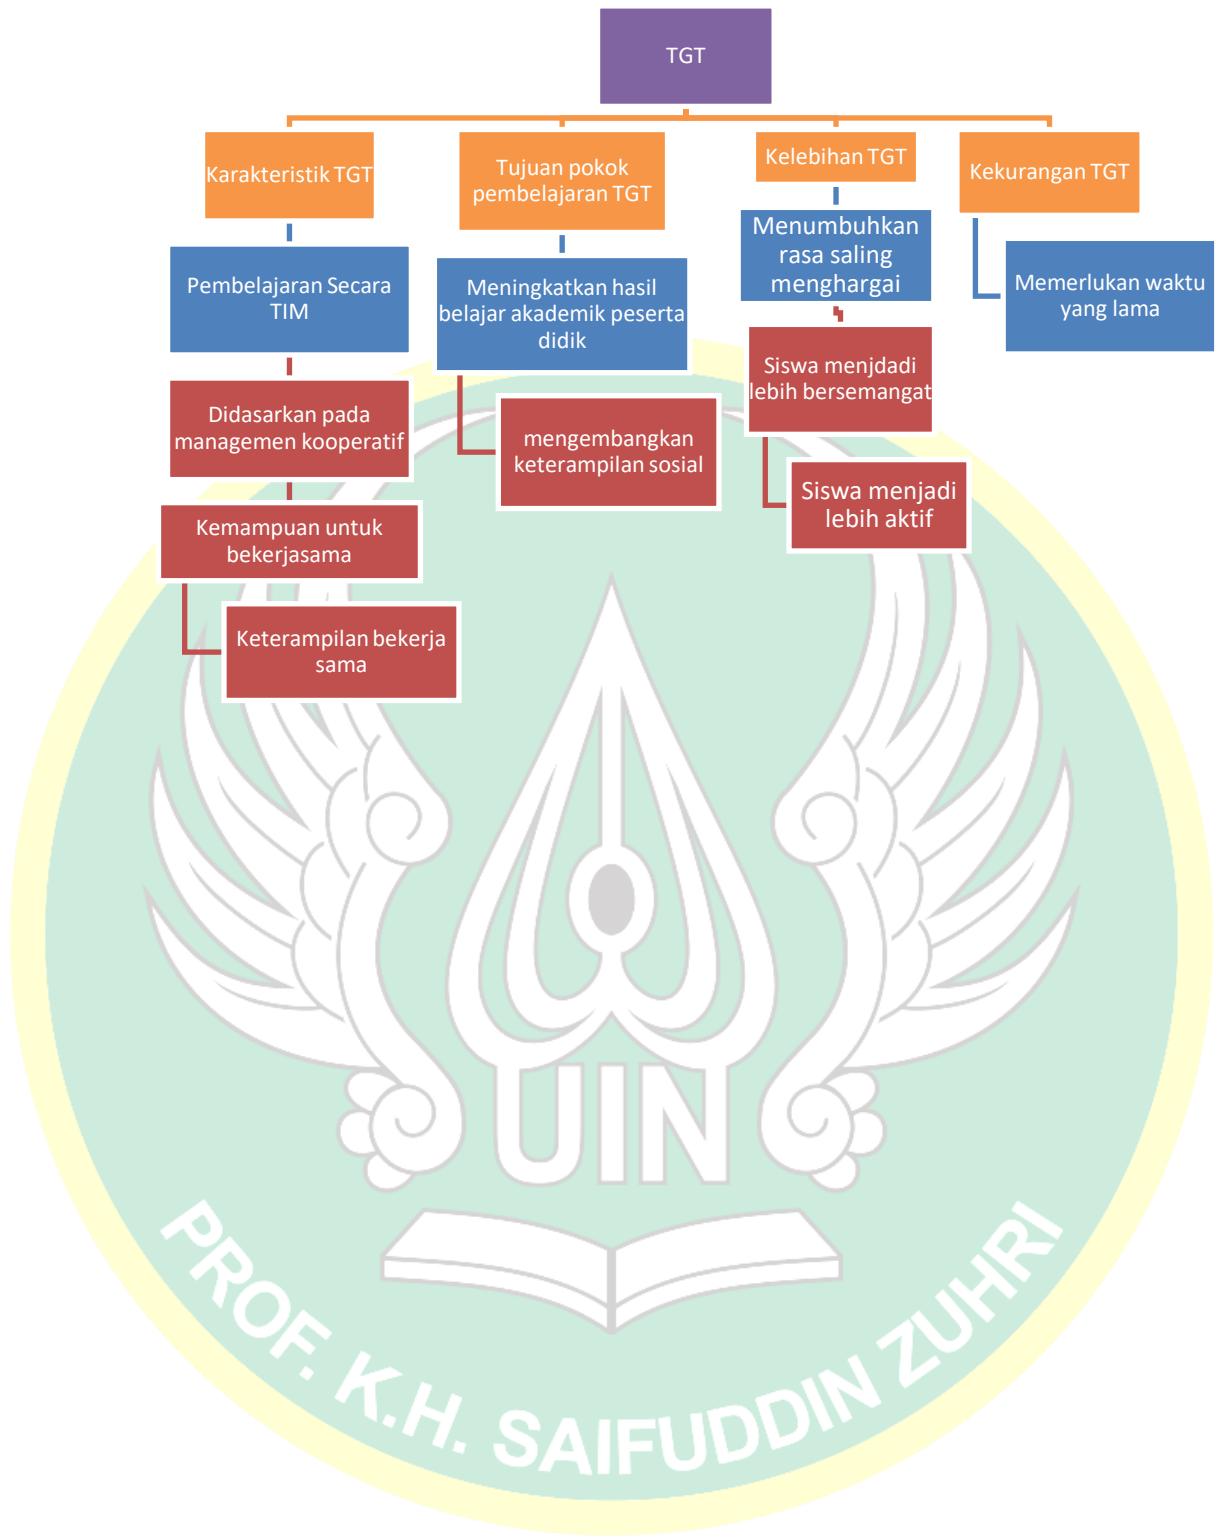 TGT
Karakteristik TGT
Tujuan pokok
pembelajaran TGT
Kelebihan TGT
Kekurangan TGT
Pembelajaran Secara
TIM
Meningkatkan hasil
belajar akademik peserta
didik
Menumbuhkan
rasa saling
menghargai
Memerlukan waktu
yang lama
Didasarkan pada
managemen kooperatif
mengembangkan
keterampilan sosial
Siswa menjdadi
lebih bersemangat
Kemampuan untuk
bekerjasama
Siswa menjadi
lebih aktif
Keterampilan bekerja
sama
UIN
PROF. K.H. SAIFUDDIN ZUHRI